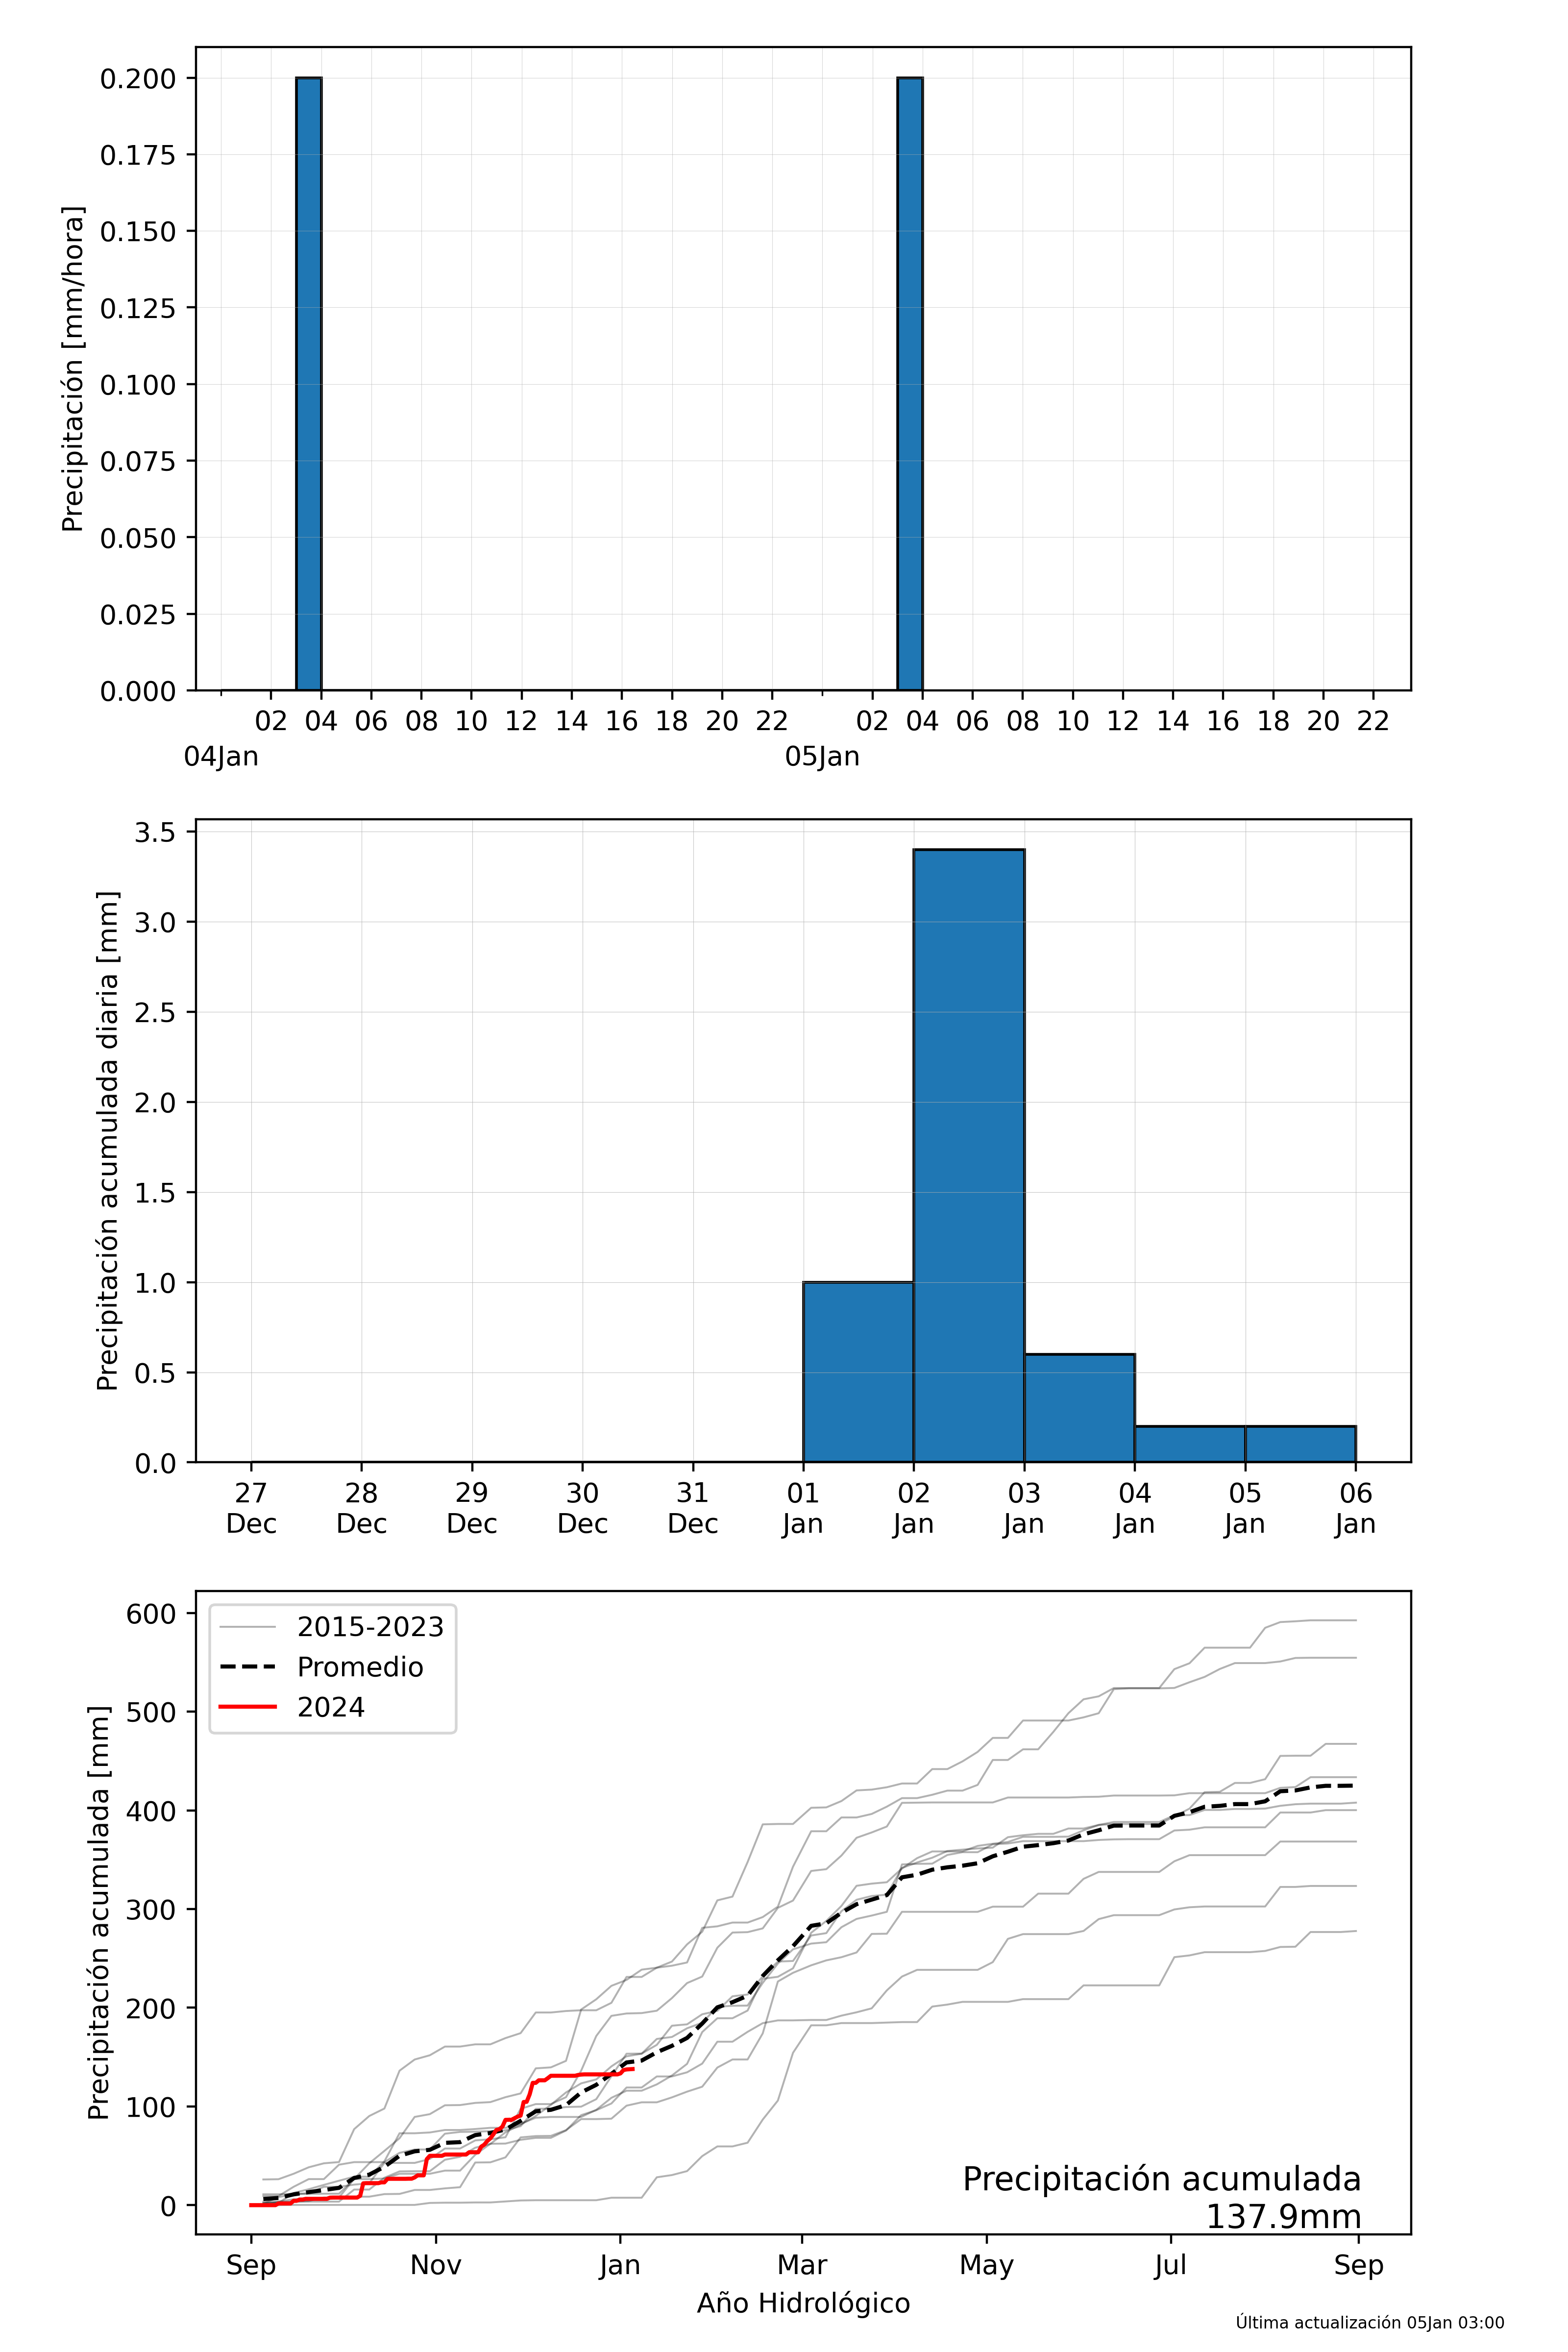 Precipitación [mm/hora]
0.200
0.175
0.150
0.125
0.100
0.075
0.050
0.025
0.000
02 04 06 08 10 12 14 16 18 20 22 02 04 06 08 10 12 14 16 18 20 22
04Jan 05Jan
Precipitación acumulada diaria [mm]
3.5
3.0
2.5
2.0
1.5
1.0
0.5
0.0
27 28 29 30 31 01 02 03 04 05 06
Dec Dec Dec Dec Dec Jan Jan Jan Jan Jan Jan
Precipitación acumulada [mm]
600
500
400
300
200
100
0
2015-2023
Promedio
2024
Precipitación acumulada
137.9mm
Sep Nov Jan Mar May Jul Sep
Año Hidrológico
Última actualización 05Jan 03:00